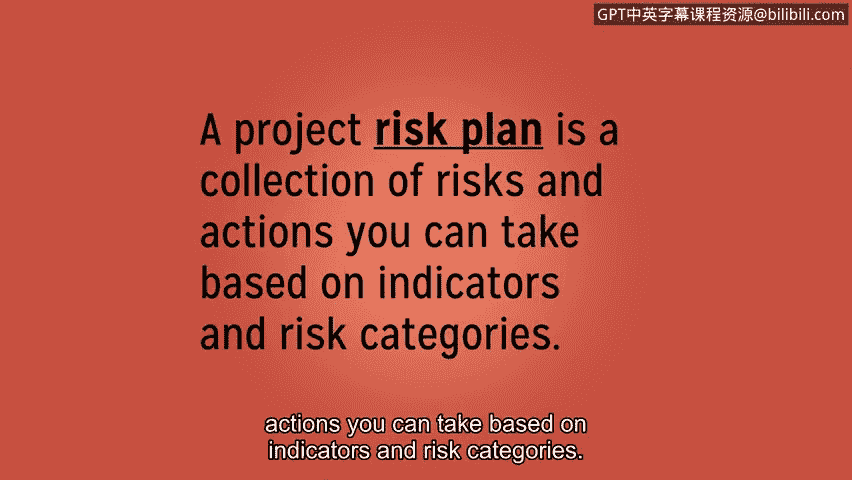 GPT中英字幕课程资源@bilibili.com
A project risk plan is a
collection of risks and
actions you can take
based on indicators
and risk categories.
actions you can take based on
indicators and risk categories.